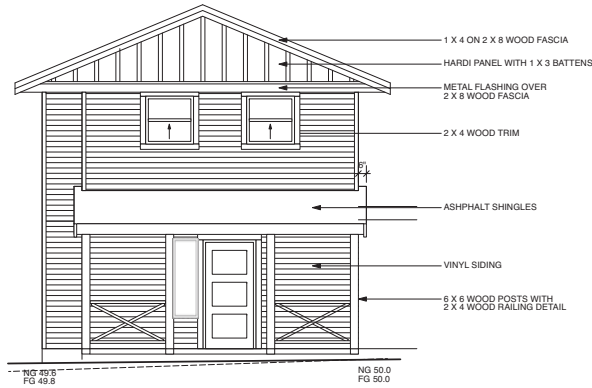 1 X 4 ON 2 X 8 WOOD FASCIA
HARDI PANEL WITH 1 X 3 BATTENS
METAL FLASHING OVER
2 X 8 WOOD FASCIA
2 X 4 WOOD TRIM
6"
ASHPHALT SHINGLES
VINYL SIDING
6 X 6 WOOD POSTS WITH
2 X 4 WOOD RAILING DETAIL
NG 49.6
FG 49.8
NG 50.0
FG 50.0